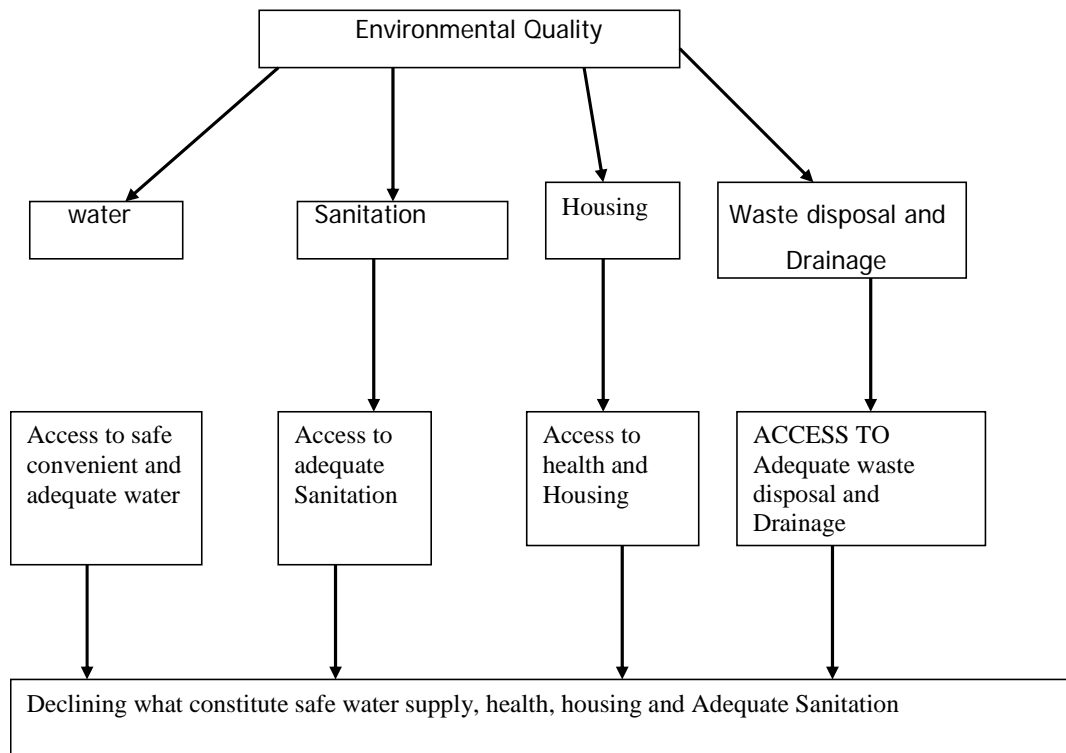 Environmental Quality
water
Sanitation
Housing
Waste disposal and
Drainage
Access to safe
convenient and
adequate water
Access to
adequate
Sanitation
Access to
health and
Housing
ACCESS TO
Adequate waste
disposal and
Drainage
Declining what constitute safe water supply, health, housing and Adequate Sanitation